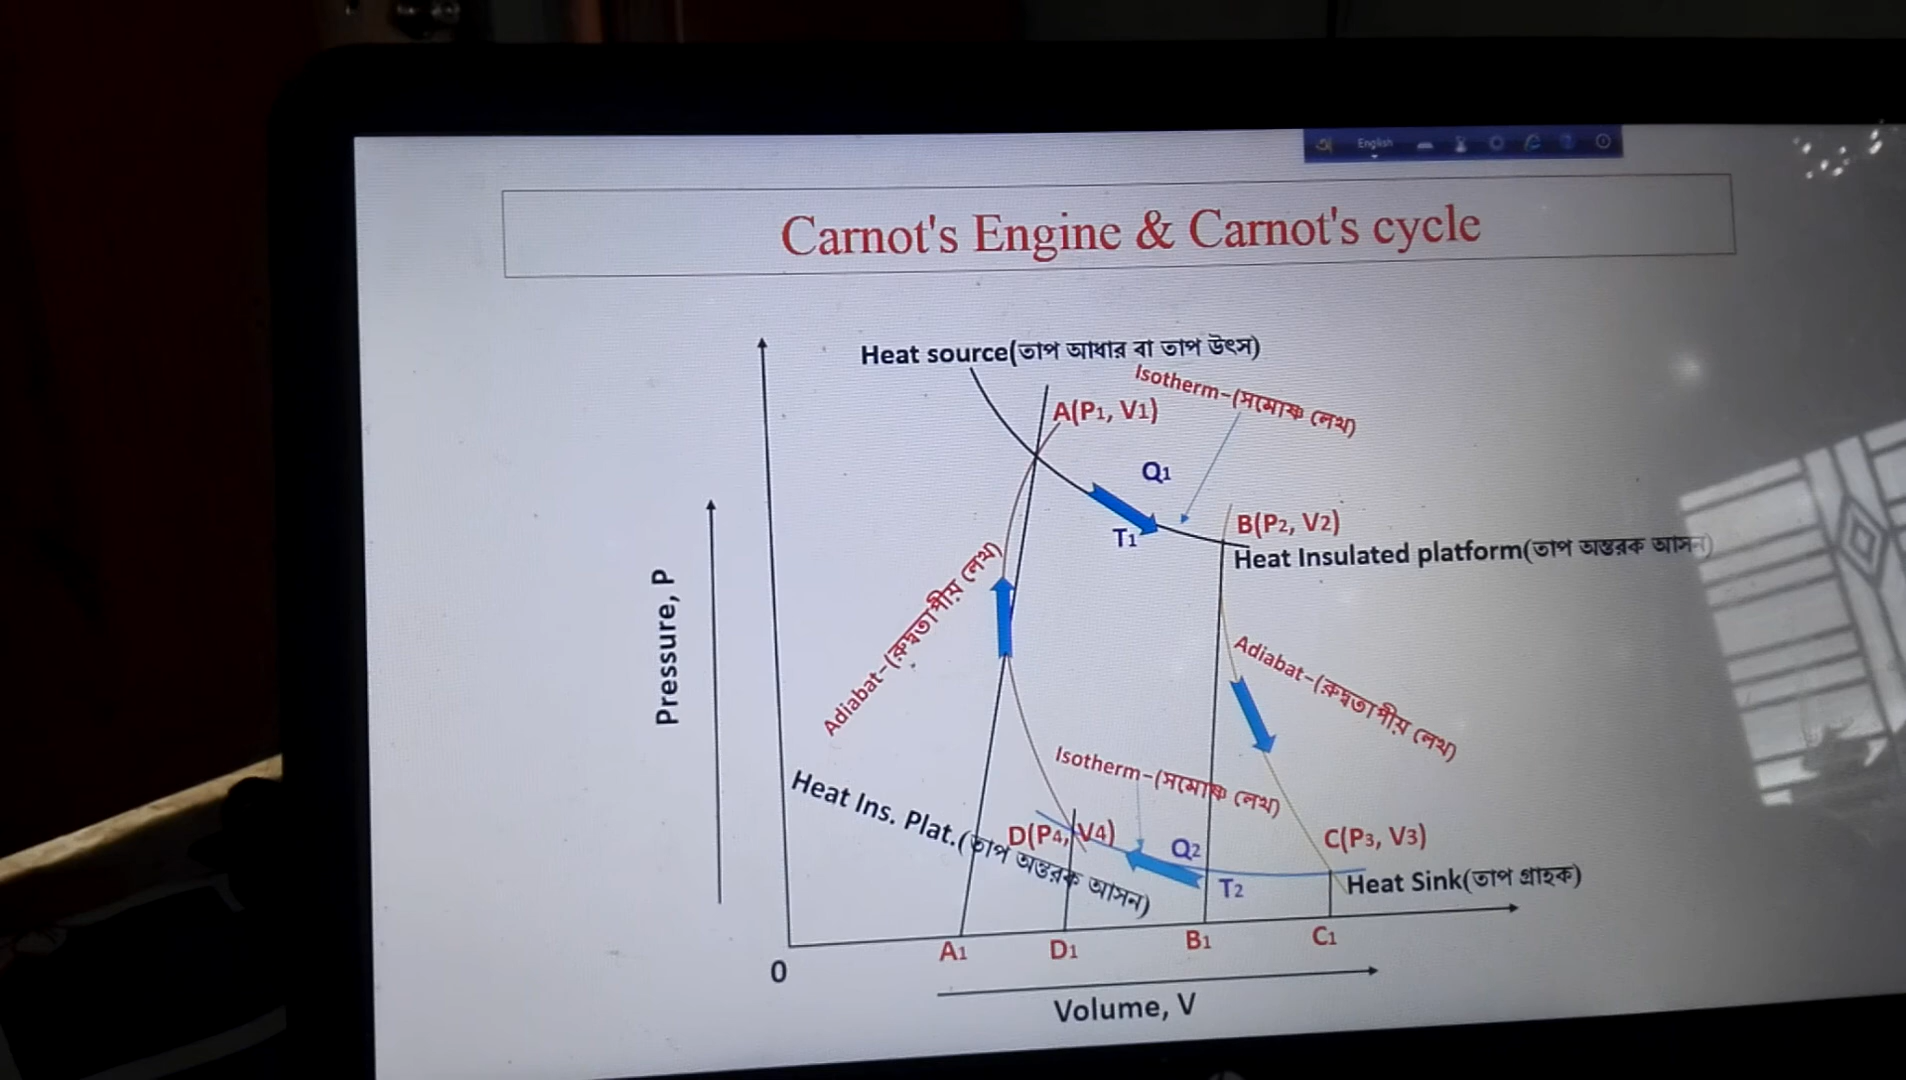 English
Carnot's Engine & Carnot's cycle
Heat source(তাপ আধার বা তাপ উৎস)
Isotherm-(সমোষ্ণ লেখ)
A(P1, V1)
Q1
T1
B(P2, V2)
Heat Insulated platform(তাপ অন্তরক আসন)
Adiabat-(রুদ্ধতাপীয় লেখ)
Pressure, P
Adiabat-(রুদ্ধতাপীয় লেখ)
Isotherm-(সমোষ্ণ লেখ)
Heat Ins. Plat.(তাপ অন্তরক আসন)
D(P4, V4)
Q2
T2
C(P3, V3)
Heat Sink(তাপ গ্রাহক)
A1
D1
B1
C1
0
Volume, V